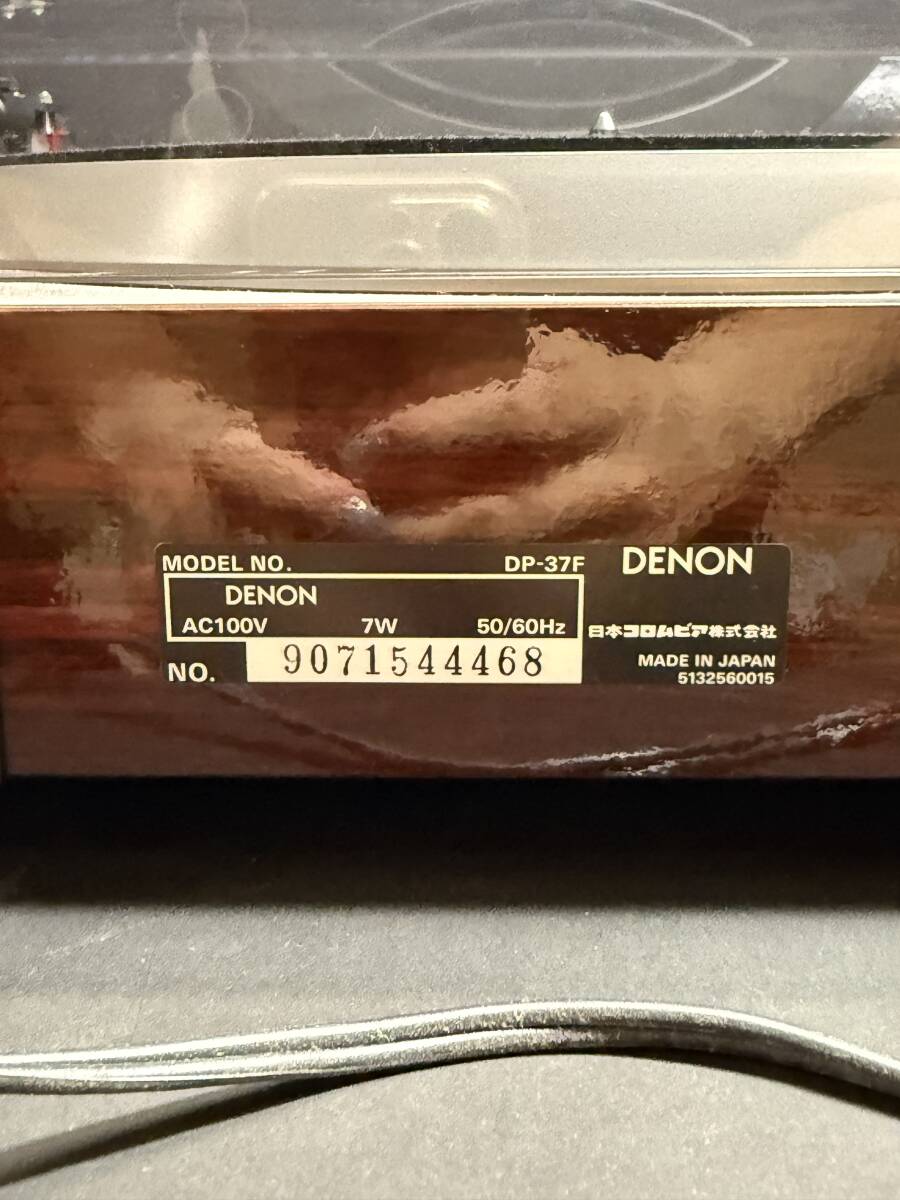 MODEL NO. DP-37F
DENON
AC100V 7W 50/60Hz
NO. 9071544468
DENON
日本コロムビア株式会社
MADE IN JAPAN
5132560015